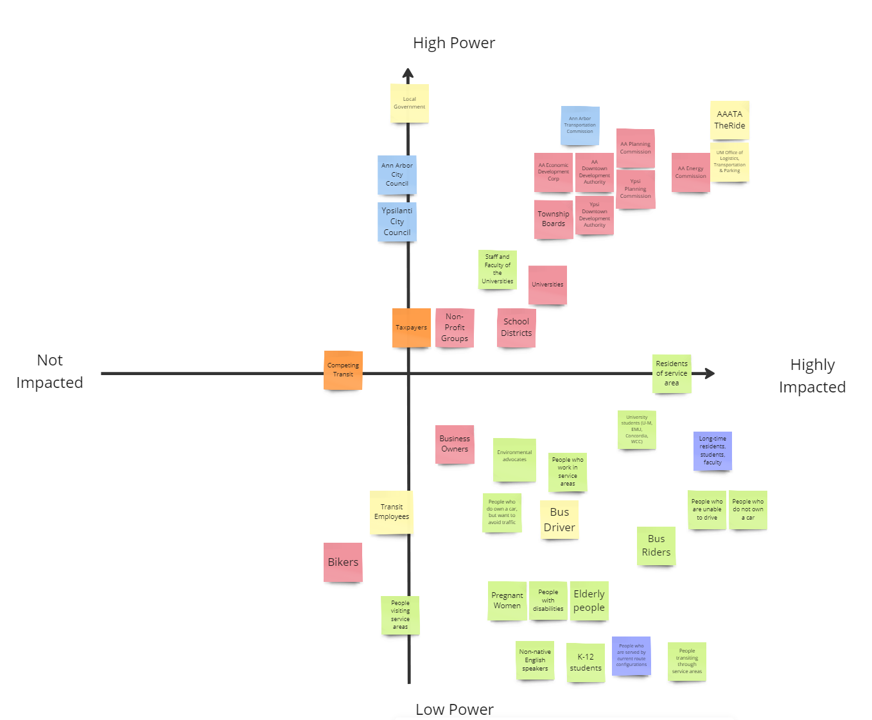 High Power
Local
Government
AAATA
TheRide
Ann Arbor
Transportation
Commission
AA Planning
Commission
UM Office of
Logistics,
Transportation
& Parking
Ann Arbor
City
Council
AA Economic
Development
Corp
AA
Downtown
Development
Authority
AA Energy
Commission
Ypsi
Planning
Commission
Ypsilanti
City
Council
Township
Boards
Ypsi
Downtown
Development
Authority
Staff and
Faculty of
the
Universities
Universities
Taxpayers
Non-
Profit
Groups
School
Districts
Not
Impacted
Competing
Transit
Residents
of service
area
Highly
Impacted
University
students (U-M,
EMU,
Concordia,
WCC)
Business
Owners
Environmental
advocates
People who
work in
service
areas
Long-time
residents,
students,
faculty
Transit
Employees
People who
do own a car,
but want to
avoid traffic
Bus
Driver
People who
are unable
to drive
People who
do not own
a car
Bus
Riders
Bikers
People
visiting
service
areas
Pregnant
Women
People
with
disabilities
Elderly
people
Non-native
English
speakers
K-12
students
People who
are served by
current route
configurations
People
transiting
through
service areas
Low Power